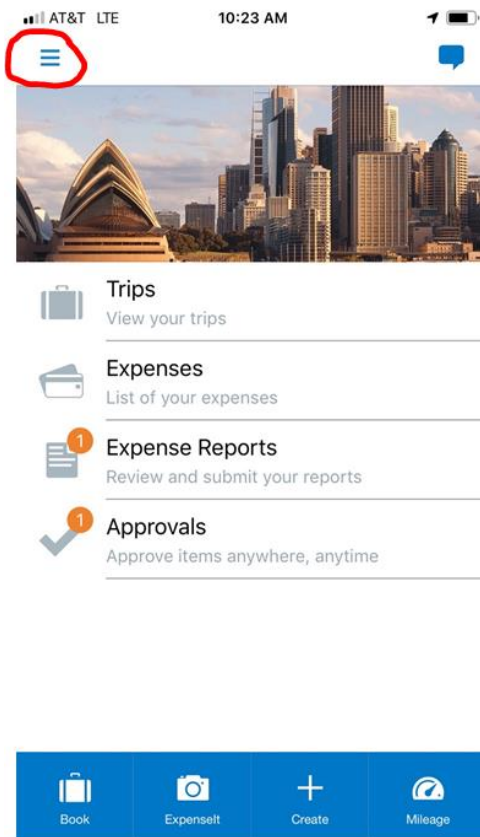 AT&T LTE 10:23 AM
Trips
View your trips
Expenses
List of your expenses
1
Expense Reports
Review and submit your reports
1
Approvals
Approve items anywhere, anytime
Book ExpenseIt Create Mileage